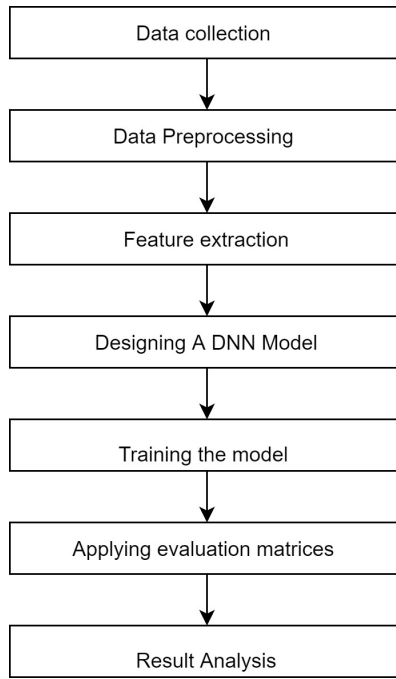 Data collection
Data Preprocessing
Feature extraction
Designing A DNN Model
Training the model
Applying evaluation matrices
Result Analysis